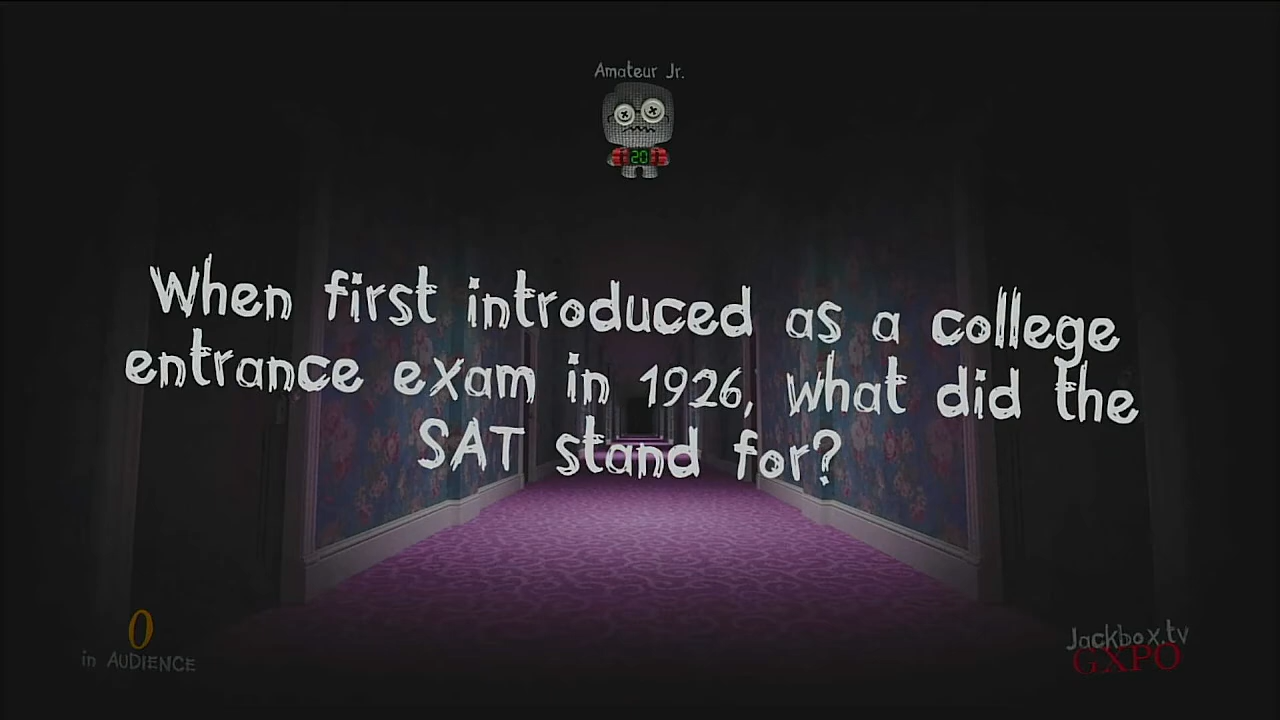 Amateur Jr.
20
When first introduced as a college
entrance exam in 1926, what did the
SAT stand for?
0
in AUDIENCE
Jackbox.tv
GXPO